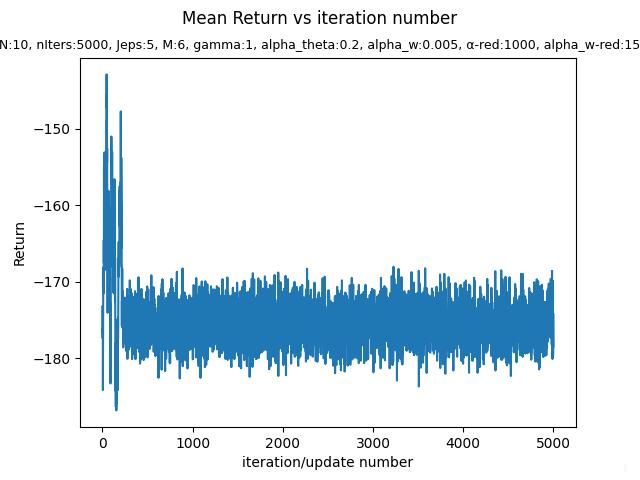 Mean Return vs iteration number
N:10, nIters:5000, Jeps:5, M:6, gamma:1, alpha_theta:0.2, alpha_w:0.005, α-red:1000, alpha_w-red:15
−150
−160
−170
−180
Return
0 1000 2000 3000 4000 5000
iteration/update number